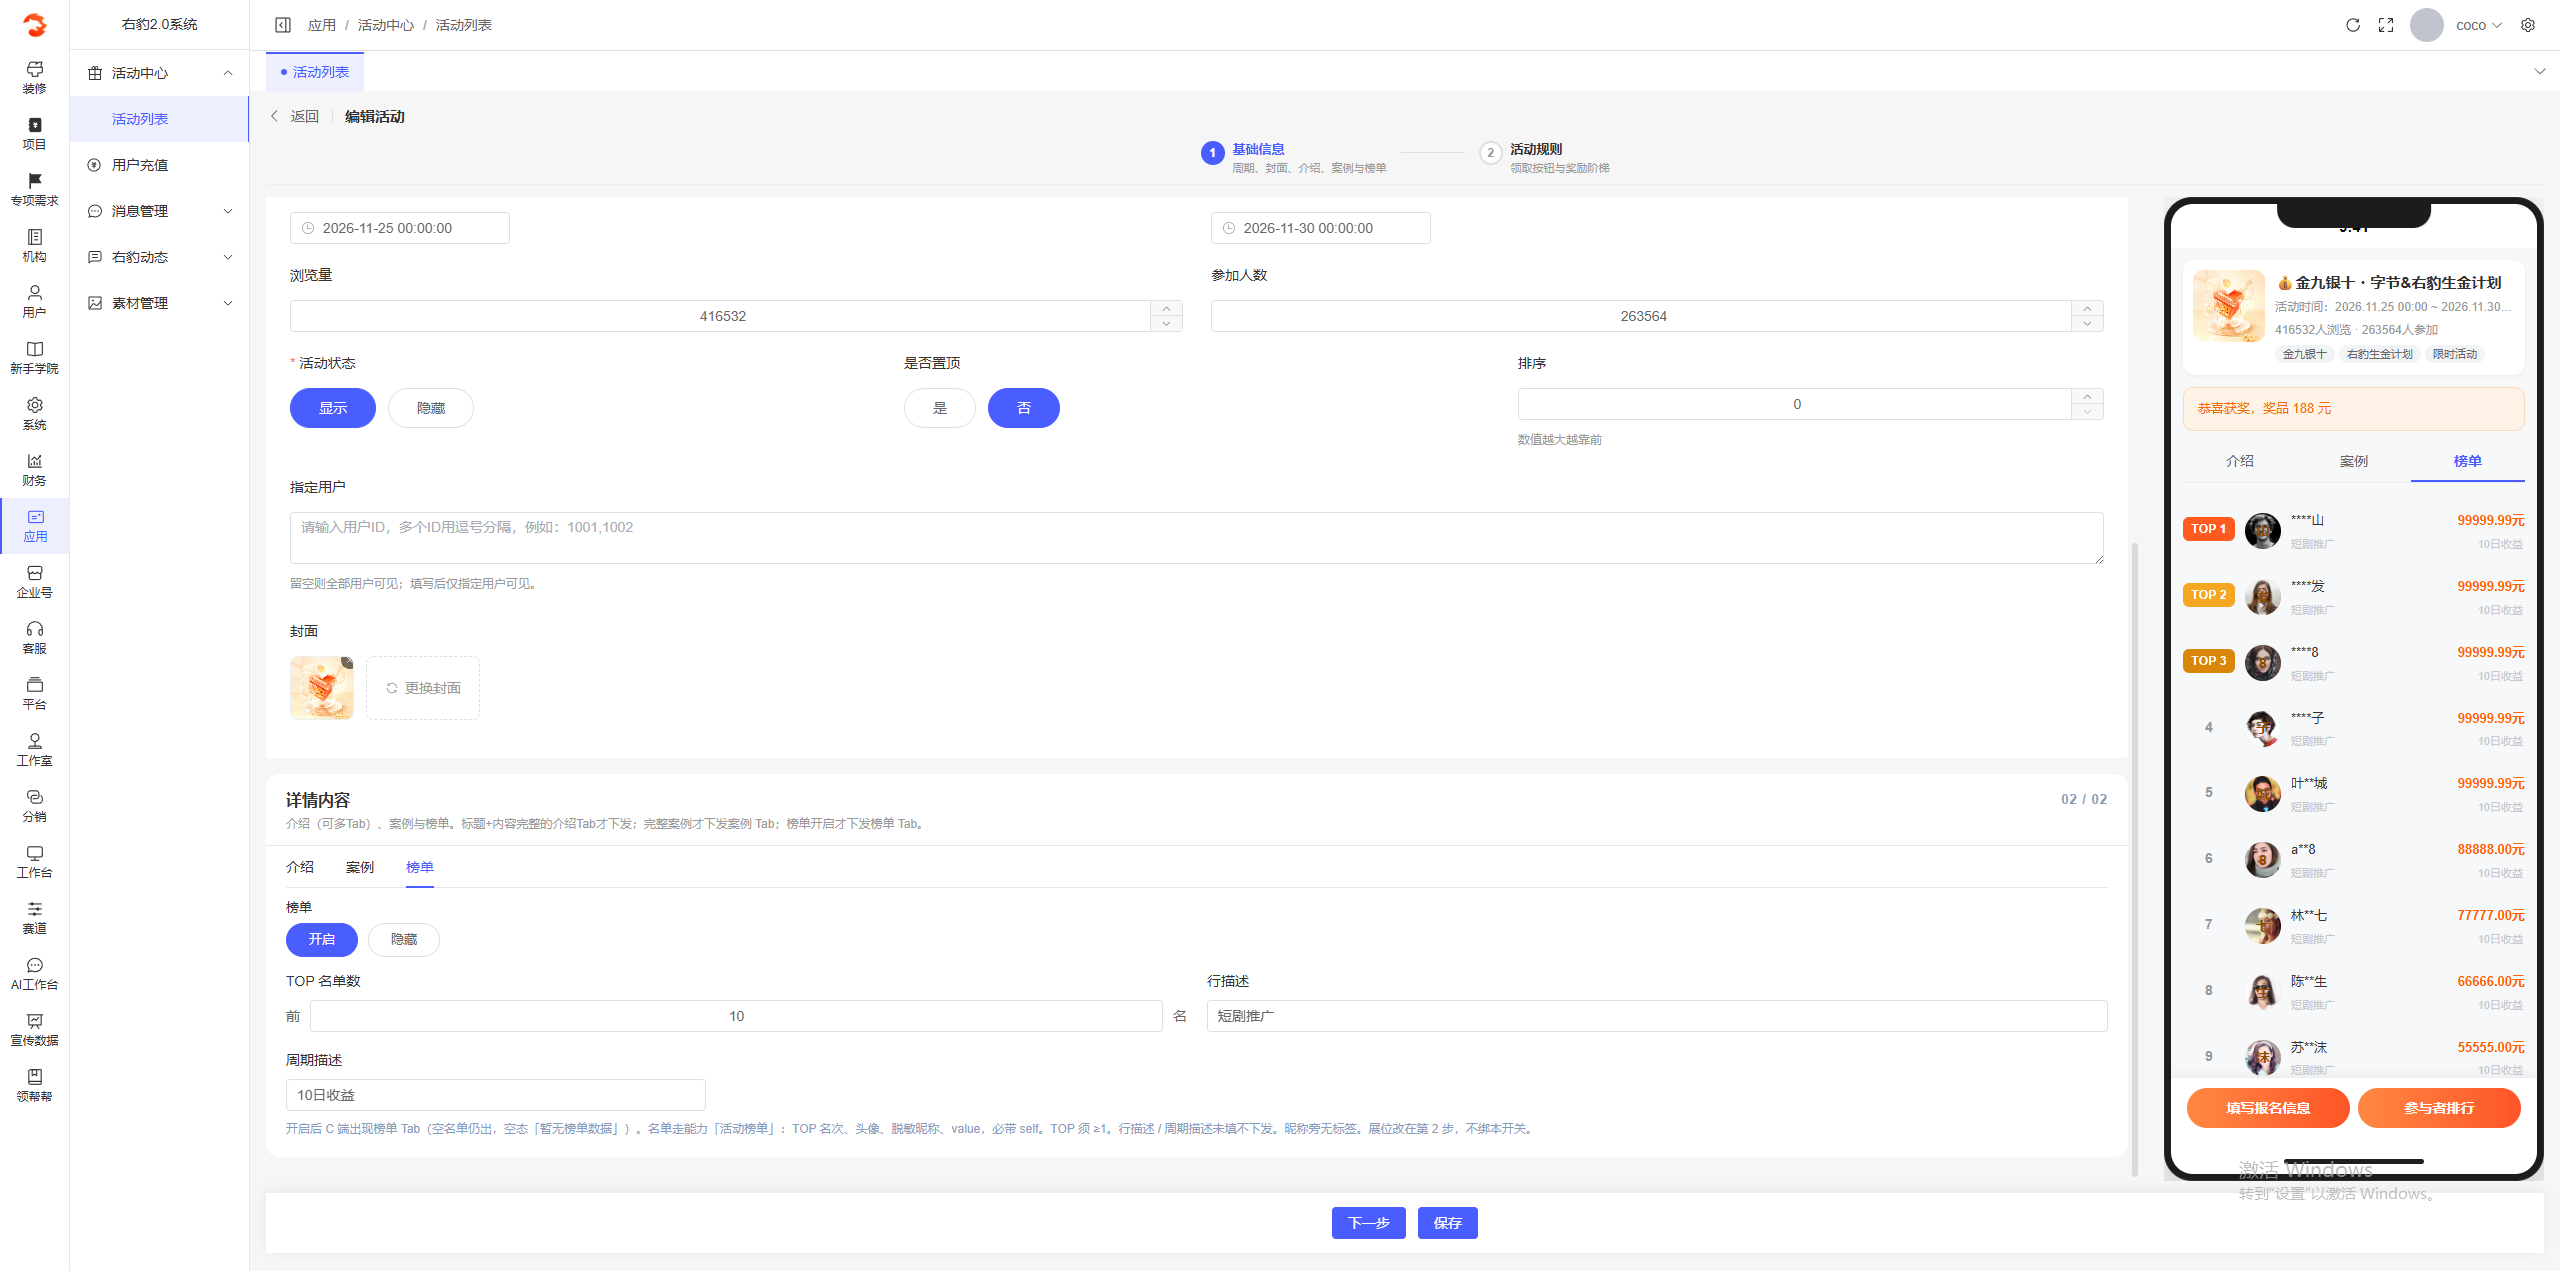 右豹2.0系统
应用 / 活动中心 / 活动列表
coco
装修
项目
专项需求
机构
用户
新手学院
系统
财务
应用
企业号
客服
平台
工作室
分销
工作台
赛道
AI工作台
宣传数据
领帮帮
活动中心
活动列表
用户充值
消息管理
右豹动态
素材管理
活动列表
返回
编辑活动
1
基础信息
周期、封面、介绍、案例与榜单
2
活动规则
领取按钮与奖励阶梯
2026-11-25 00:00:00
2026-11-30 00:00:00
浏览量
参加人数
416532
263564
* 活动状态
是否置顶
排序
显示
隐藏
是
否
0
数值越大越靠前
指定用户
请输入用户ID，多个ID用逗号分隔，例如：1001,1002
留空则全部用户可见；填写后仅指定用户可见。
封面
更换封面
详情内容
02 / 02
介绍（可多Tab）、案例与榜单。标题+内容完整的介绍Tab才下发；完整案例才下发案例 Tab；榜单开启才下发榜单 Tab。
介绍
案例
榜单
榜单
开启
隐藏
TOP 名单数
行描述
前
10
名
短剧推广
周期描述
10日收益
开启后 C 端出现榜单 Tab（空名单仍出，空态「暂无榜单数据」）。名单走能力「活动榜单」：TOP 名次、头像、脱敏昵称、value，必带 self。TOP 须 ≥1。行描述 / 周期描述未填不下发。昵称旁无标签。展位改在第 2 步，不绑本开关。
下一步
保存
9:41
金九银十 · 字节&右豹生金计划
活动时间：2026.11.25 00:00 ~ 2026.11.30...
416532人浏览 · 263564人参加
金九银十
右豹生金计划
限时活动
恭喜获奖，奖品 188 元
介绍
案例
榜单
TOP 1
****山
99999.99元
短剧推广
10日收益
TOP 2
****发
99999.99元
短剧推广
10日收益
TOP 3
****8
99999.99元
短剧推广
10日收益
4
****子
99999.99元
短剧推广
10日收益
5
叶**城
99999.99元
短剧推广
10日收益
6
a**8
88888.00元
短剧推广
10日收益
7
林**七
77777.00元
短剧推广
10日收益
8
陈**生
66666.00元
短剧推广
10日收益
9
苏**沫
55555.00元
短剧推广
10日收益
填写报名信息
参与者排行
激活 Windows
转到"设置"以激活 Windows。